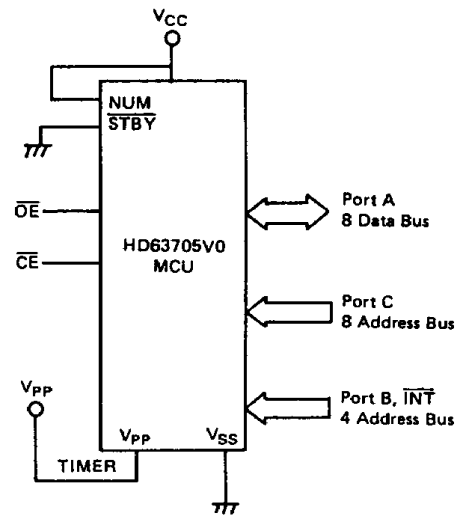 VCC
NUM
STBY
OE
CE
HD63705V0
MCU
Port A
8 Data Bus
Port C
8 Address Bus
Port B, INT
4 Address Bus
VPP
VPP
VSS
TIMER